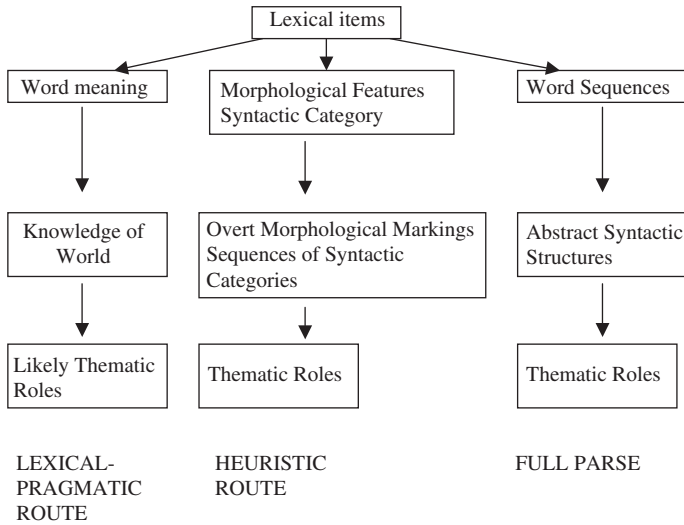 Lexical items
Word meaning
Morphological Features
Syntactic Category
Word Sequences
Knowledge of
World
Overt Morphological Markings
Sequences of Syntactic
Categories
Abstract Syntactic
Structures
Likely Thematic
Roles
Thematic Roles
Thematic Roles
LEXICAL-
PRAGMATIC
ROUTE
HEURISTIC
ROUTE
FULL PARSE